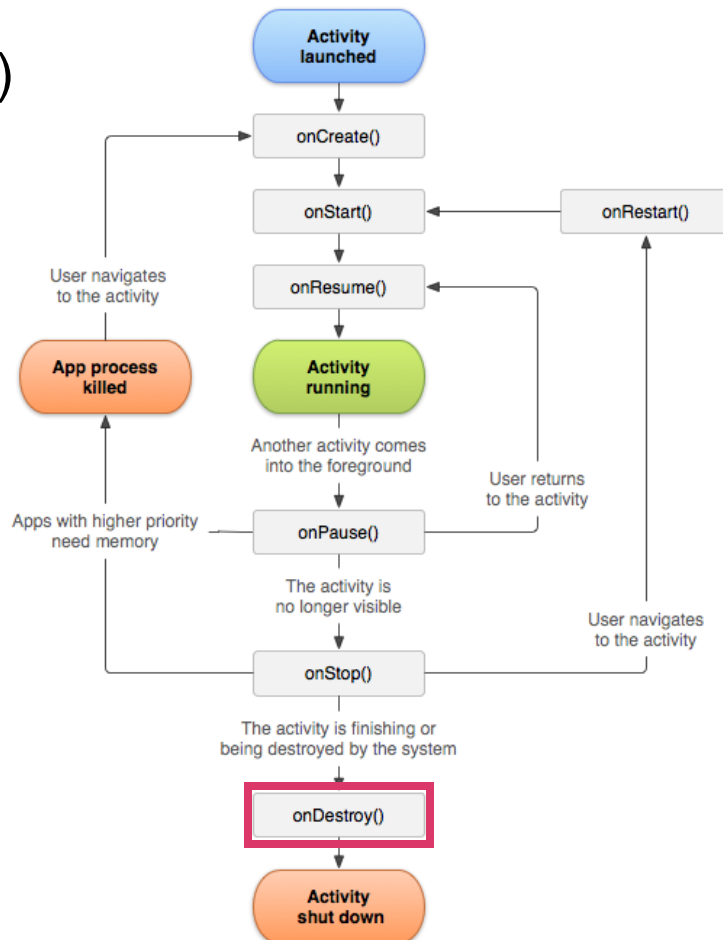 )
Activity
launched
onCreate()
onStart()
onRestart()
User navigates
to the activity
onResume()
App process
killed
Activity
running
Another activity comes
into the foreground
User returns
to the activity
Apps with higher priority
need memory
onPause()
The activity is
no longer visible
User navigates
to the activity
onStop()
The activity is finishing or
being destroyed by the system
onDestroy()
Activity
shut down